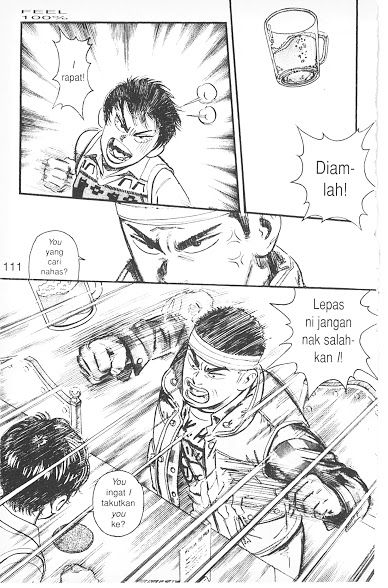 FEEL
100%
I
rapat!
Diam-
lah!
You
yang
cari
nahas?
111
Lepas
ni jangan
nak salah-
kan I!
You
ingat I
takutkan
you
ke?